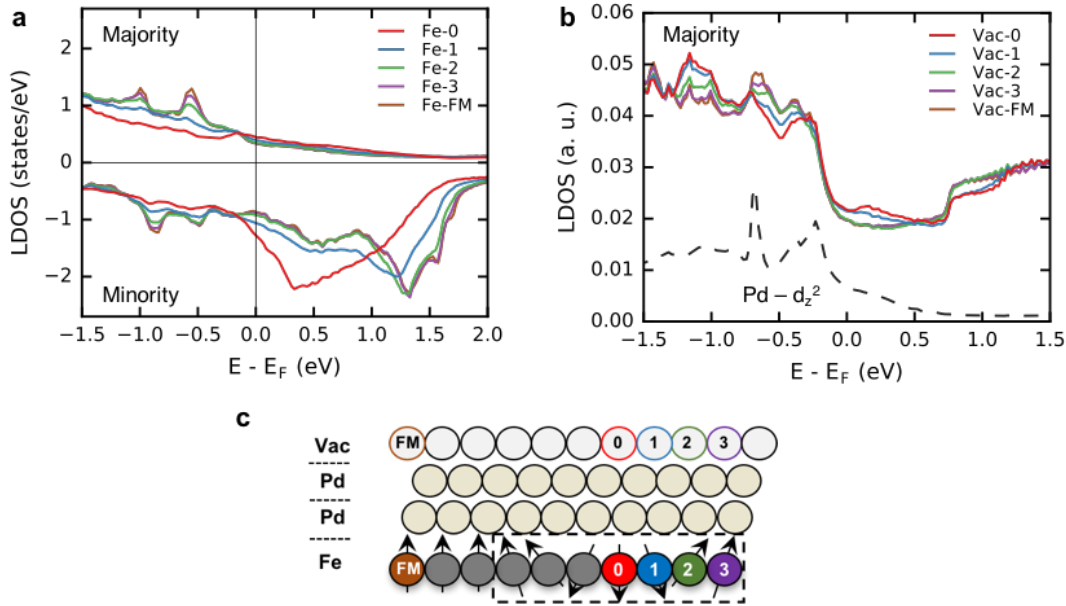 a
Majority
Minority
Fe-0
Fe-1
Fe-2
Fe-3
Fe-FM
LDOS (states/eV)
2
1
0
−1
−2
−1.5 −1.0 −0.5 0.0 0.5 1.0 1.5 2.0
E - E_F (eV)
b
Majority
Vac-0
Vac-1
Vac-2
Vac-3
Vac-FM
LDOS (a. u.)
0.06
0.05
0.04
0.03
0.02
0.01
0.00
Pd − d_z²
−1.5 −1.0 −0.5 0.0 0.5 1.0 1.5
E - E_F (eV)
c
Vac FM 0 1 2 3
Pd
Pd
Fe FM 0 1 2 3